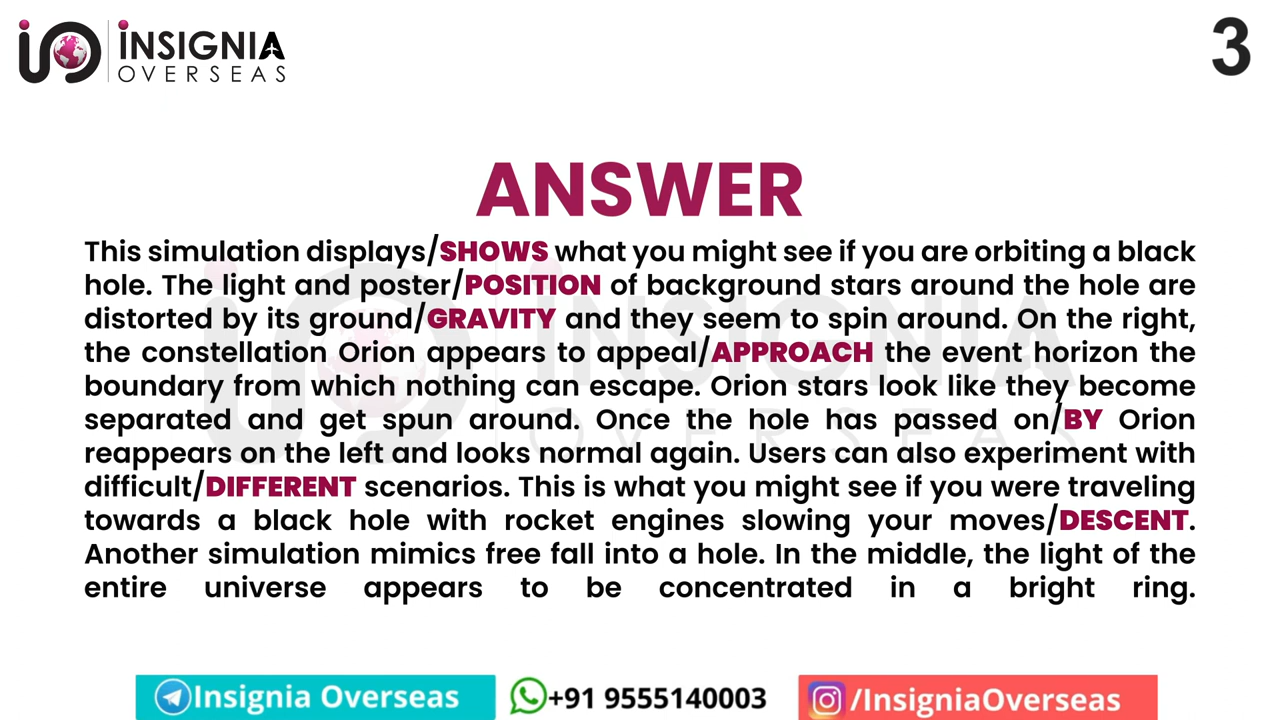 iNSIGNIA
OVERSEAS
3
ANSWER
This simulation displays/SHOWS what you might see if you are orbiting a black
hole. The light and poster/POSITION of background stars around the hole are
distorted by its ground/GRAVITY and they seem to spin around. On the right,
the constellation Orion appears to appeal/APPROACH the event horizon the
boundary from which nothing can escape. Orion stars look like they become
separated and get spun around. Once the hole has passed on/BY Orion
reappears on the left and looks normal again. Users can also experiment with
difficult/DIFFERENT scenarios. This is what you might see if you were traveling
towards a black hole with rocket engines slowing your moves/DESCENT.
Another simulation mimics free fall into a hole. In the middle, the light of the
entire universe appears to be concentrated in a bright ring.
Insignia Overseas
+91 9555140003
/InsigniaOverseas